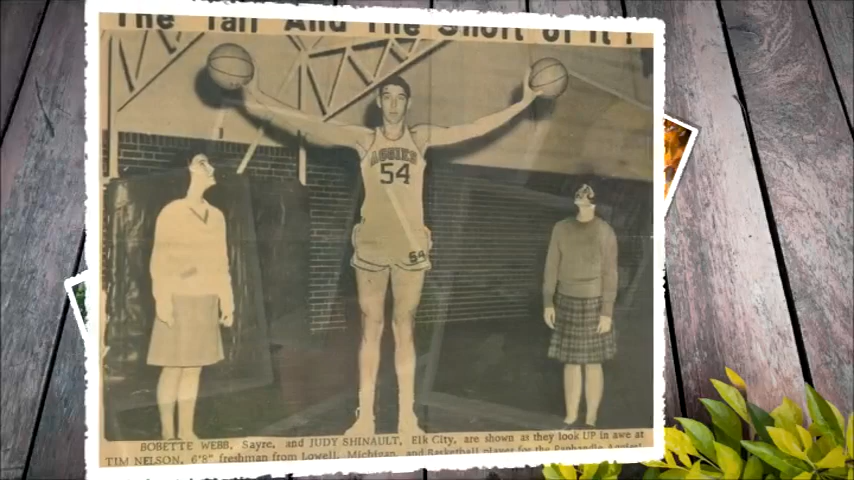 The Tall And The Short of It !
AGGIES
54
54
BOBETTE WEBB, Sayre, and JUDY SHINAULT, Elk City, are shown as they look UP in awe at
TIM NELSON, 6'8" freshman from Lowell, Michigan, and Basketball player for the Panhandle Aggies!